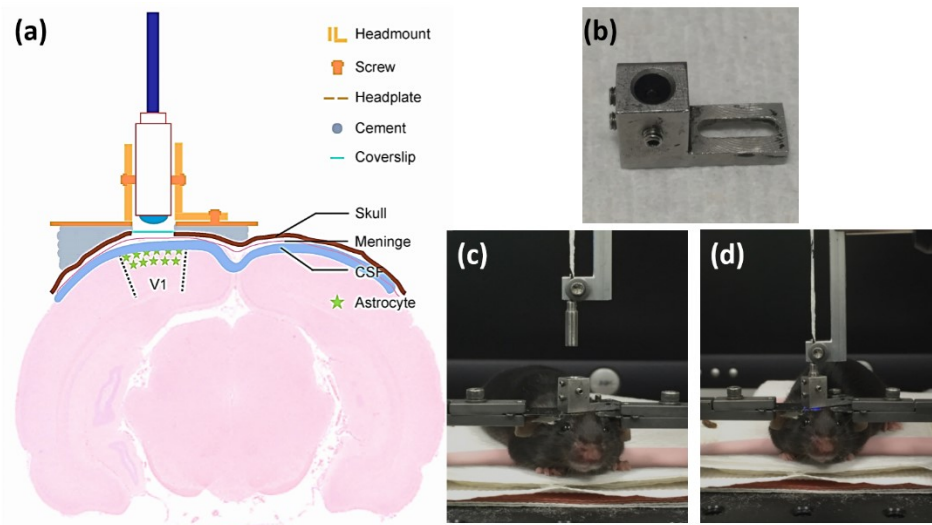 (a)
Headmount
Screw
Headplate
Cement
Coverslip
Skull
Meninge
CSF
V1
Astrocyte
(b)
(c)
(d)